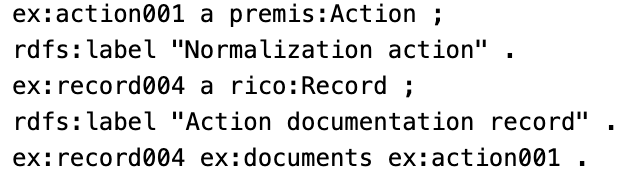 ex:action001 a premis:Action ;
rdfs:label "Normalization action" .
ex:record004 a rico:Record ;
rdfs:label "Action documentation record" .
ex:record004 ex:documents ex:action001 .